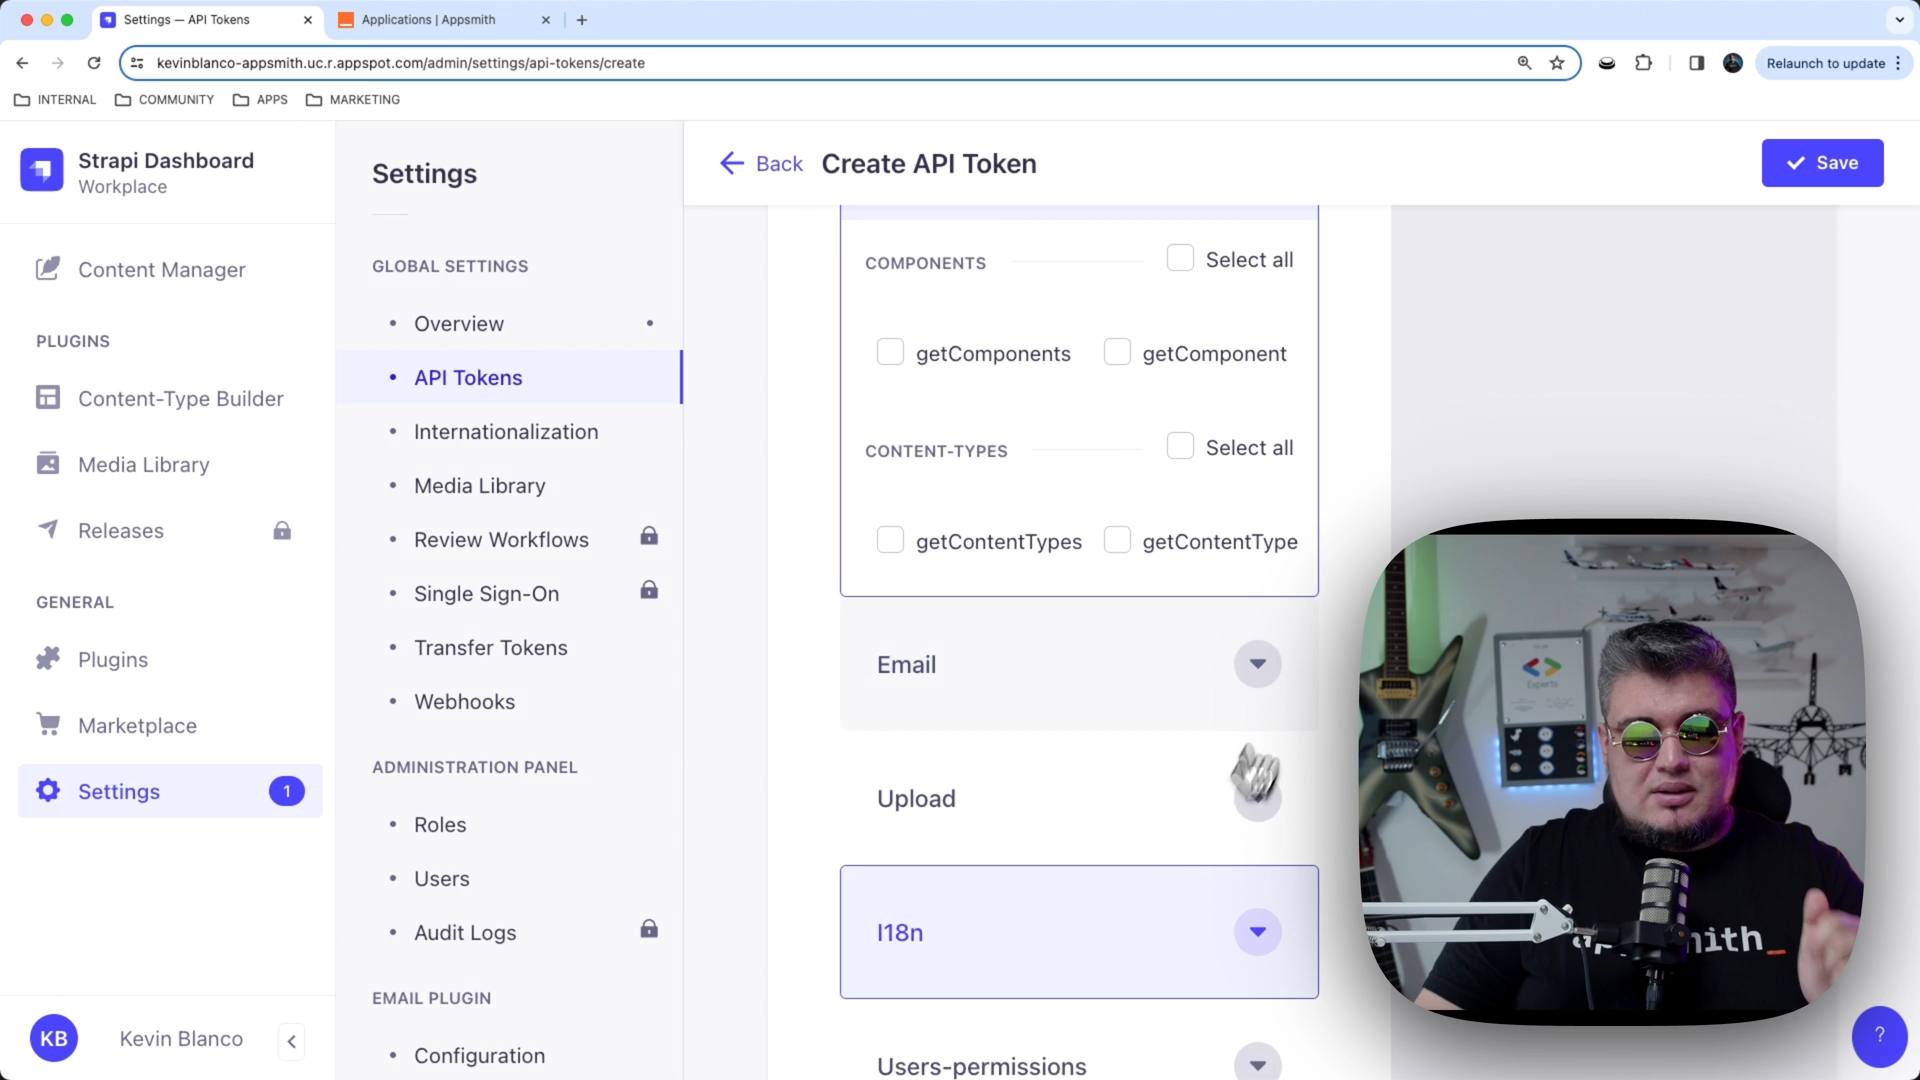 Settings — API Tokens
Applications | Appsmith
kevinblanco-appsmith.uc.r.appspot.com/admin/settings/api-tokens/create
Relaunch to update
INTERNAL
COMMUNITY
APPS
MARKETING
Strapi Dashboard
Workplace
Content Manager
PLUGINS
Content-Type Builder
Media Library
Releases
GENERAL
Plugins
Marketplace
Settings
1
KB
Kevin Blanco
Settings
GLOBAL SETTINGS
Overview
API Tokens
Internationalization
Media Library
Review Workflows
Single Sign-On
Transfer Tokens
Webhooks
ADMINISTRATION PANEL
Roles
Users
Audit Logs
EMAIL PLUGIN
Configuration
Back
Create API Token
Save
COMPONENTS
Select all
getComponents
getComponent
CONTENT-TYPES
Select all
getContentTypes
getContentType
Email
Upload
I18n
Users-permissions
Experts
?